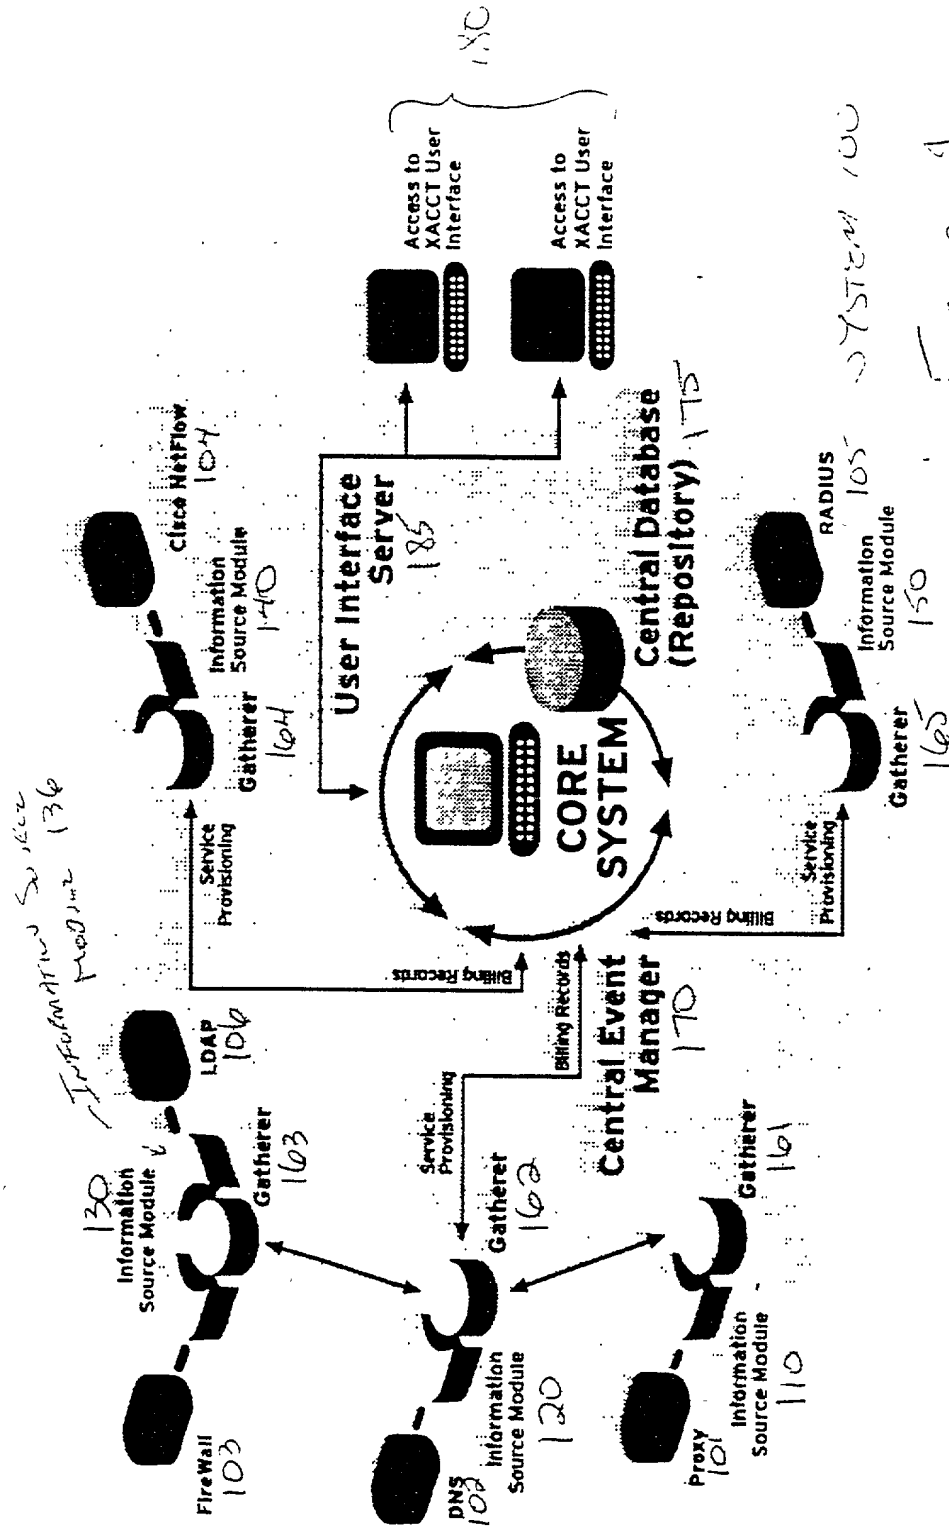 FireWall
103
130
Information
Source Module
LDAP
106
Gatherer
163
136
DNS
102
Information
Source Module
120
Gatherer
162
Proxy
101
Information
Source Module
110
Gatherer
161
Service
Provisioning
Billing Records
Central Event
Manager
170
Service
Provisioning
Billing Records
Cisco NetFlow
104
Information
Source Module
140
Gatherer
164
User Interface
Server
185
CORE
SYSTEM
Central Database
(Repository)
175
Access to
XACCT User
Interface
Access to
XACCT User
Interface
180
Service
Provisioning
Billing Records
Gatherer
165
Information
Source Module
150
RADIUS
105
SYSTEM 100